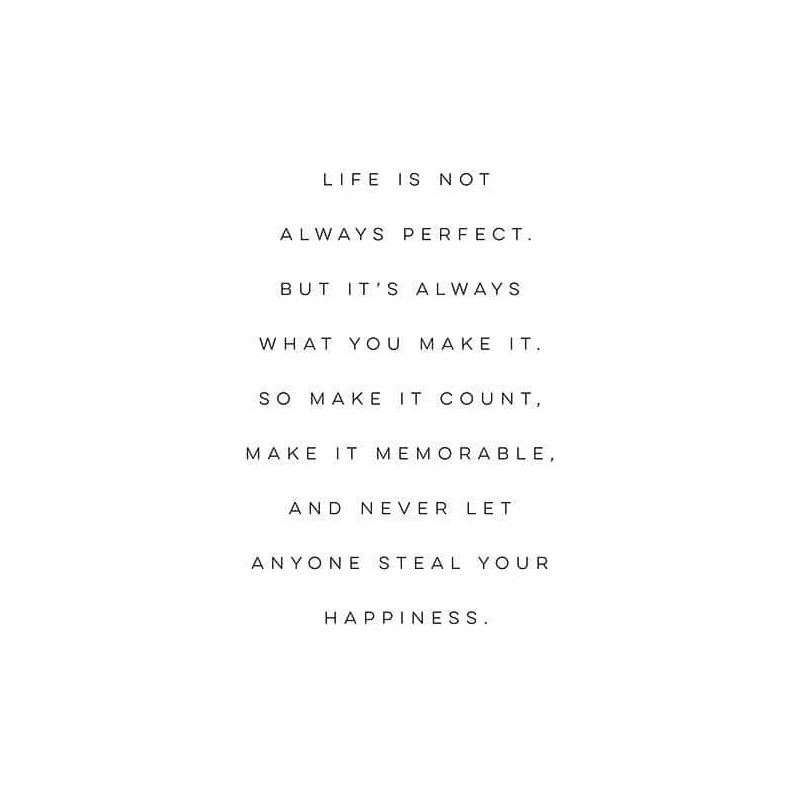 LIFE IS NOT
ALWAYS PERFECT.
BUT IT'S ALWAYS
WHAT YOU MAKE IT.
SO MAKE IT COUNT,
MAKE IT MEMORABLE,
AND NEVER LET
ANYONE STEAL YOUR
HAPPINESS.